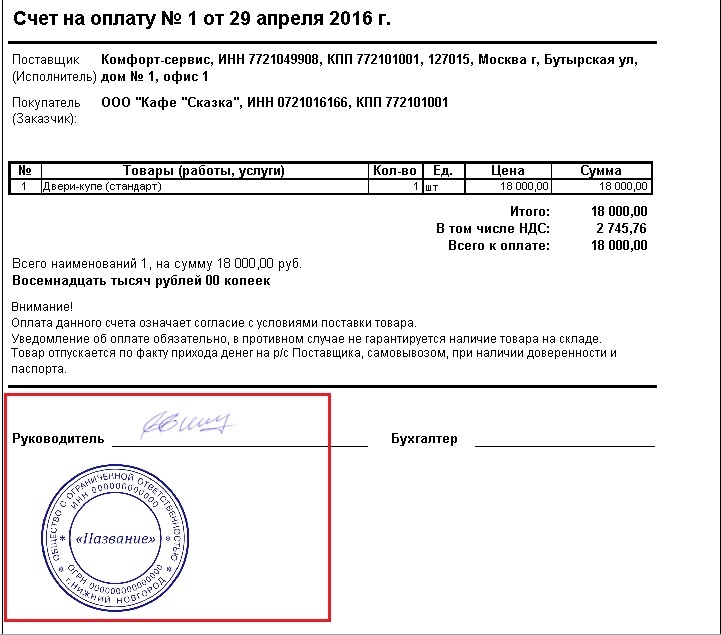 Счет на оплату № 1 от 29 апреля 2016 г.
Поставщик (Исполнитель) Комфорт-сервис, ИНН 7721049908, КПП 772101001, 127015, Москва г, Бутырская ул,
дом № 1, офис 1
Покупатель (Заказчик): ООО "Кафе "Сказка", ИНН 0721016166, КПП 772101001
№ Товары (работы, услуги) Кол-во Ед. Цена Сумма
1 Двери-купе (стандарт) 1 шт 18 000,00 18 000,00
Итого: 18 000,00
В том числе НДС: 2 745,76
Всего к оплате: 18 000,00
Всего наименований 1, на сумму 18 000,00 руб.
Восемнадцать тысяч рублей 00 копеек
Внимание!
Оплата данного счета означает согласие с условиями поставки товара.
Уведомление об оплате обязательно, в противном случае не гарантируется наличие товара на складе.
Товар отпускается по факту прихода денег на р/с Поставщика, самовывозом, при наличии доверенности и
паспорта.
Руководитель Бухгалтер
ОБЩЕСТВО С ОГРАНИЧЕННОЙ ОТВЕТСТВЕННОСТЬЮ
ИНН 000000000000
«Название»
ОГРН 0000000000000
г.НИЖНИЙ НОВГОРОД